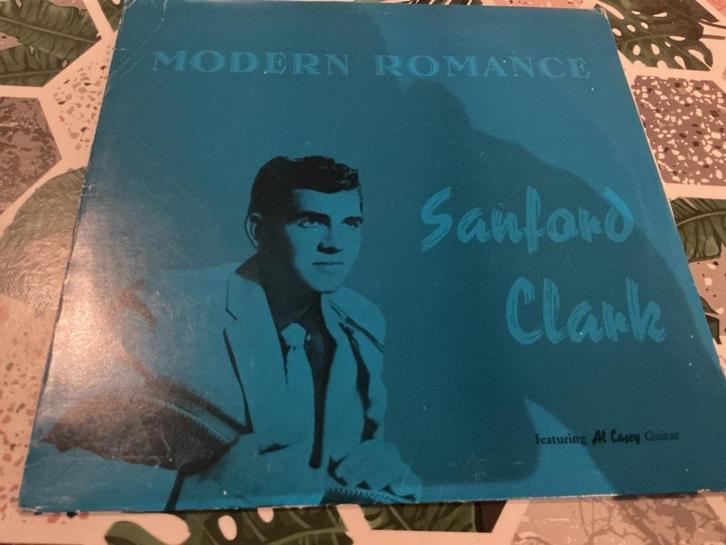 MODERN ROMANCE
Sanford
Clark
featuring Al Casey Guitar